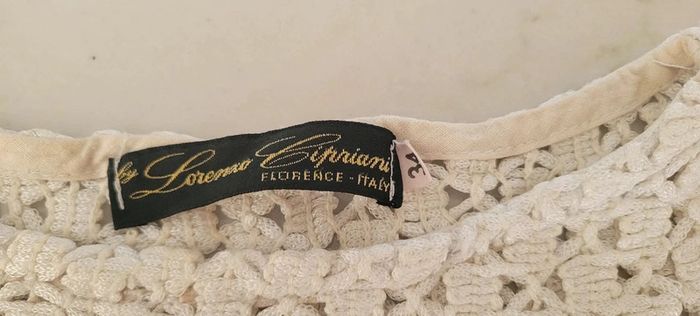 by Lorenzo Cipriani
FLORENCE - ITALY
34